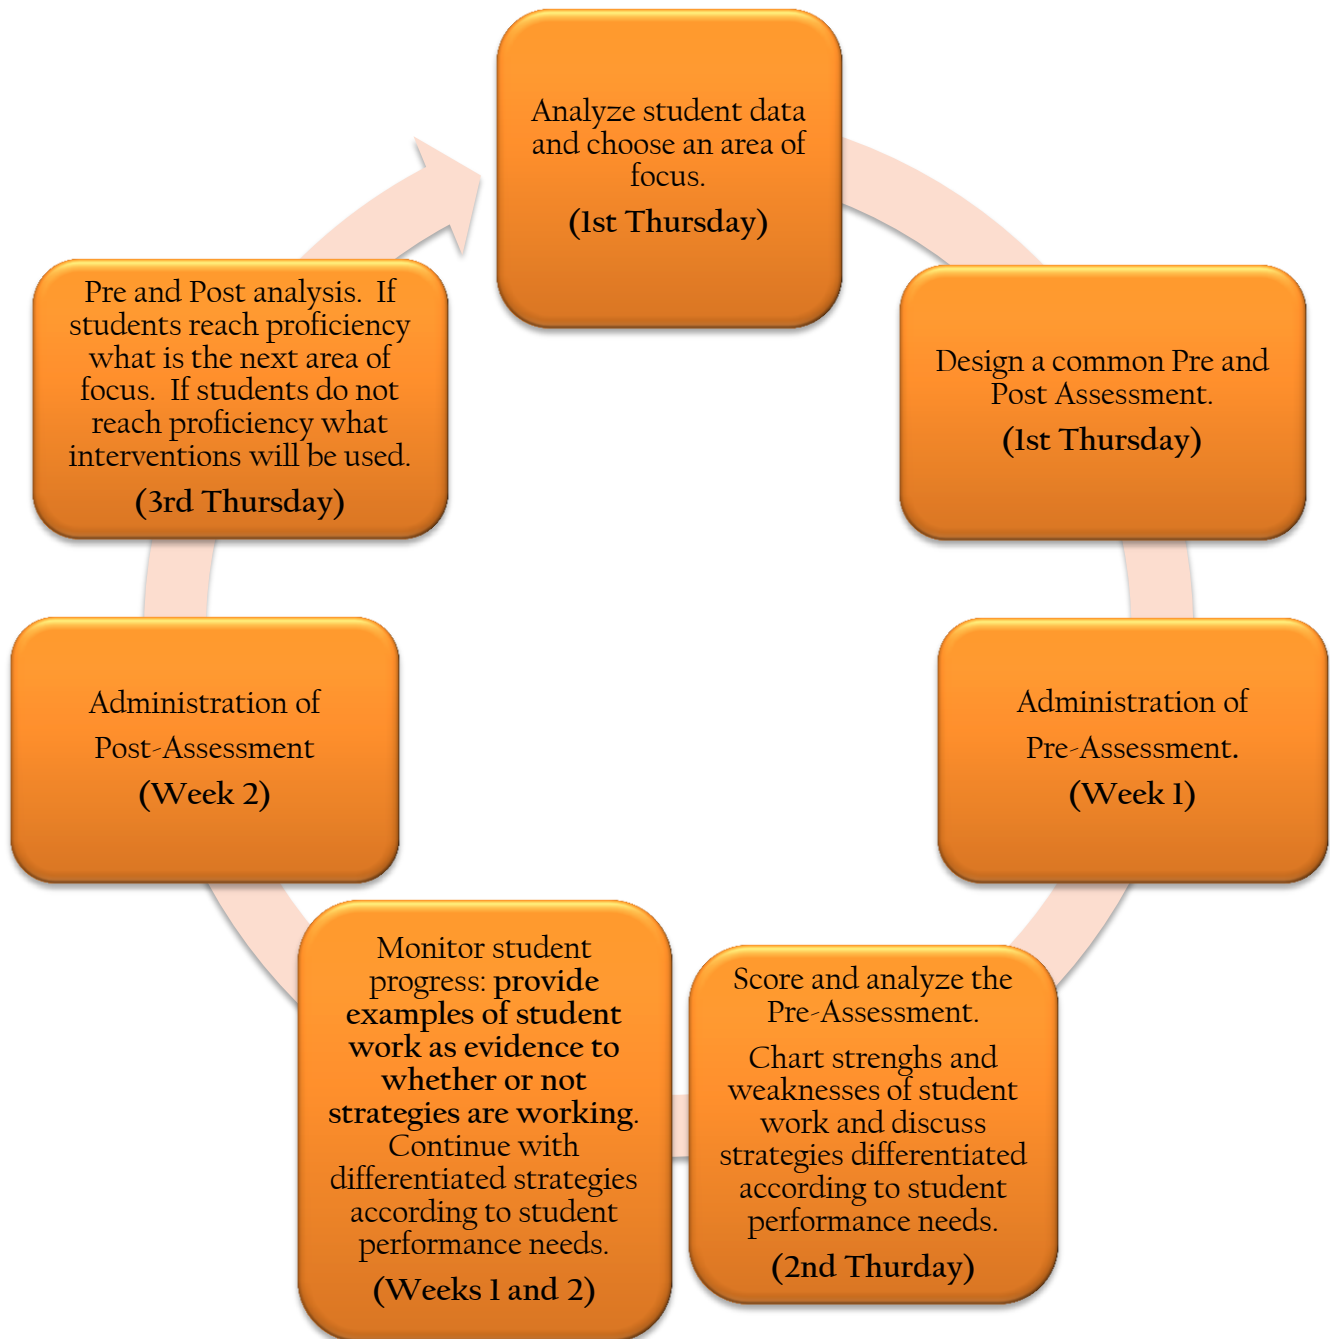 Analyze student data
and choose an area of
focus.
(1st Thursday)
Design a common Pre and
Post Assessment.
(1st Thursday)
Administration of
Pre-Assessment.
(Week 1)
Score and analyze the
Pre-Assessment.
Chart strenghs and
weaknesses of student
work and discuss
strategies differentiated
according to student
performance needs.
(2nd Thurday)
Monitor student
progress: provide
examples of student
work as evidence to
whether or not
strategies are working.
Continue with
differentiated strategies
according to student
performance needs.
(Weeks 1 and 2)
Administration of
Post-Assessment
(Week 2)
Pre and Post analysis.  If
students reach proficiency
what is the next area of
focus.  If students do not
reach proficiency what
interventions will be used.
(3rd Thursday)